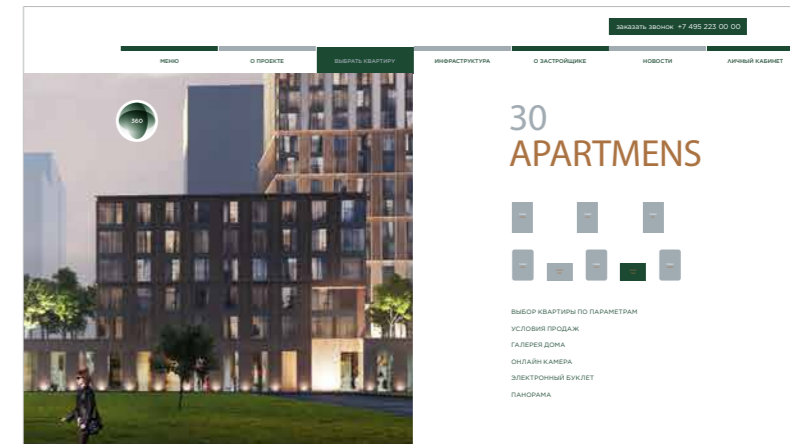 заказать звонок +7 495 223 00 00
МЕНЮ
О ПРОЕКТЕ
ВЫБРАТЬ КВАРТИРУ
ИНФРАСТРУКТУРА
О ЗАСТРОЙЩИКЕ
НОВОСТИ
ЛИЧНЫЙ КАБИНЕТ
360
30
APARTMENS
ВЫБОР КВАРТИРЫ ПО ПАРАМЕТРАМ
УСЛОВИЯ ПРОДАЖ
ГАЛЕРЕЯ ДОМА
ОНЛАЙН КАМЕРА
ЭЛЕКТРОННЫЙ БУКЛЕТ
ПАНОРАМА